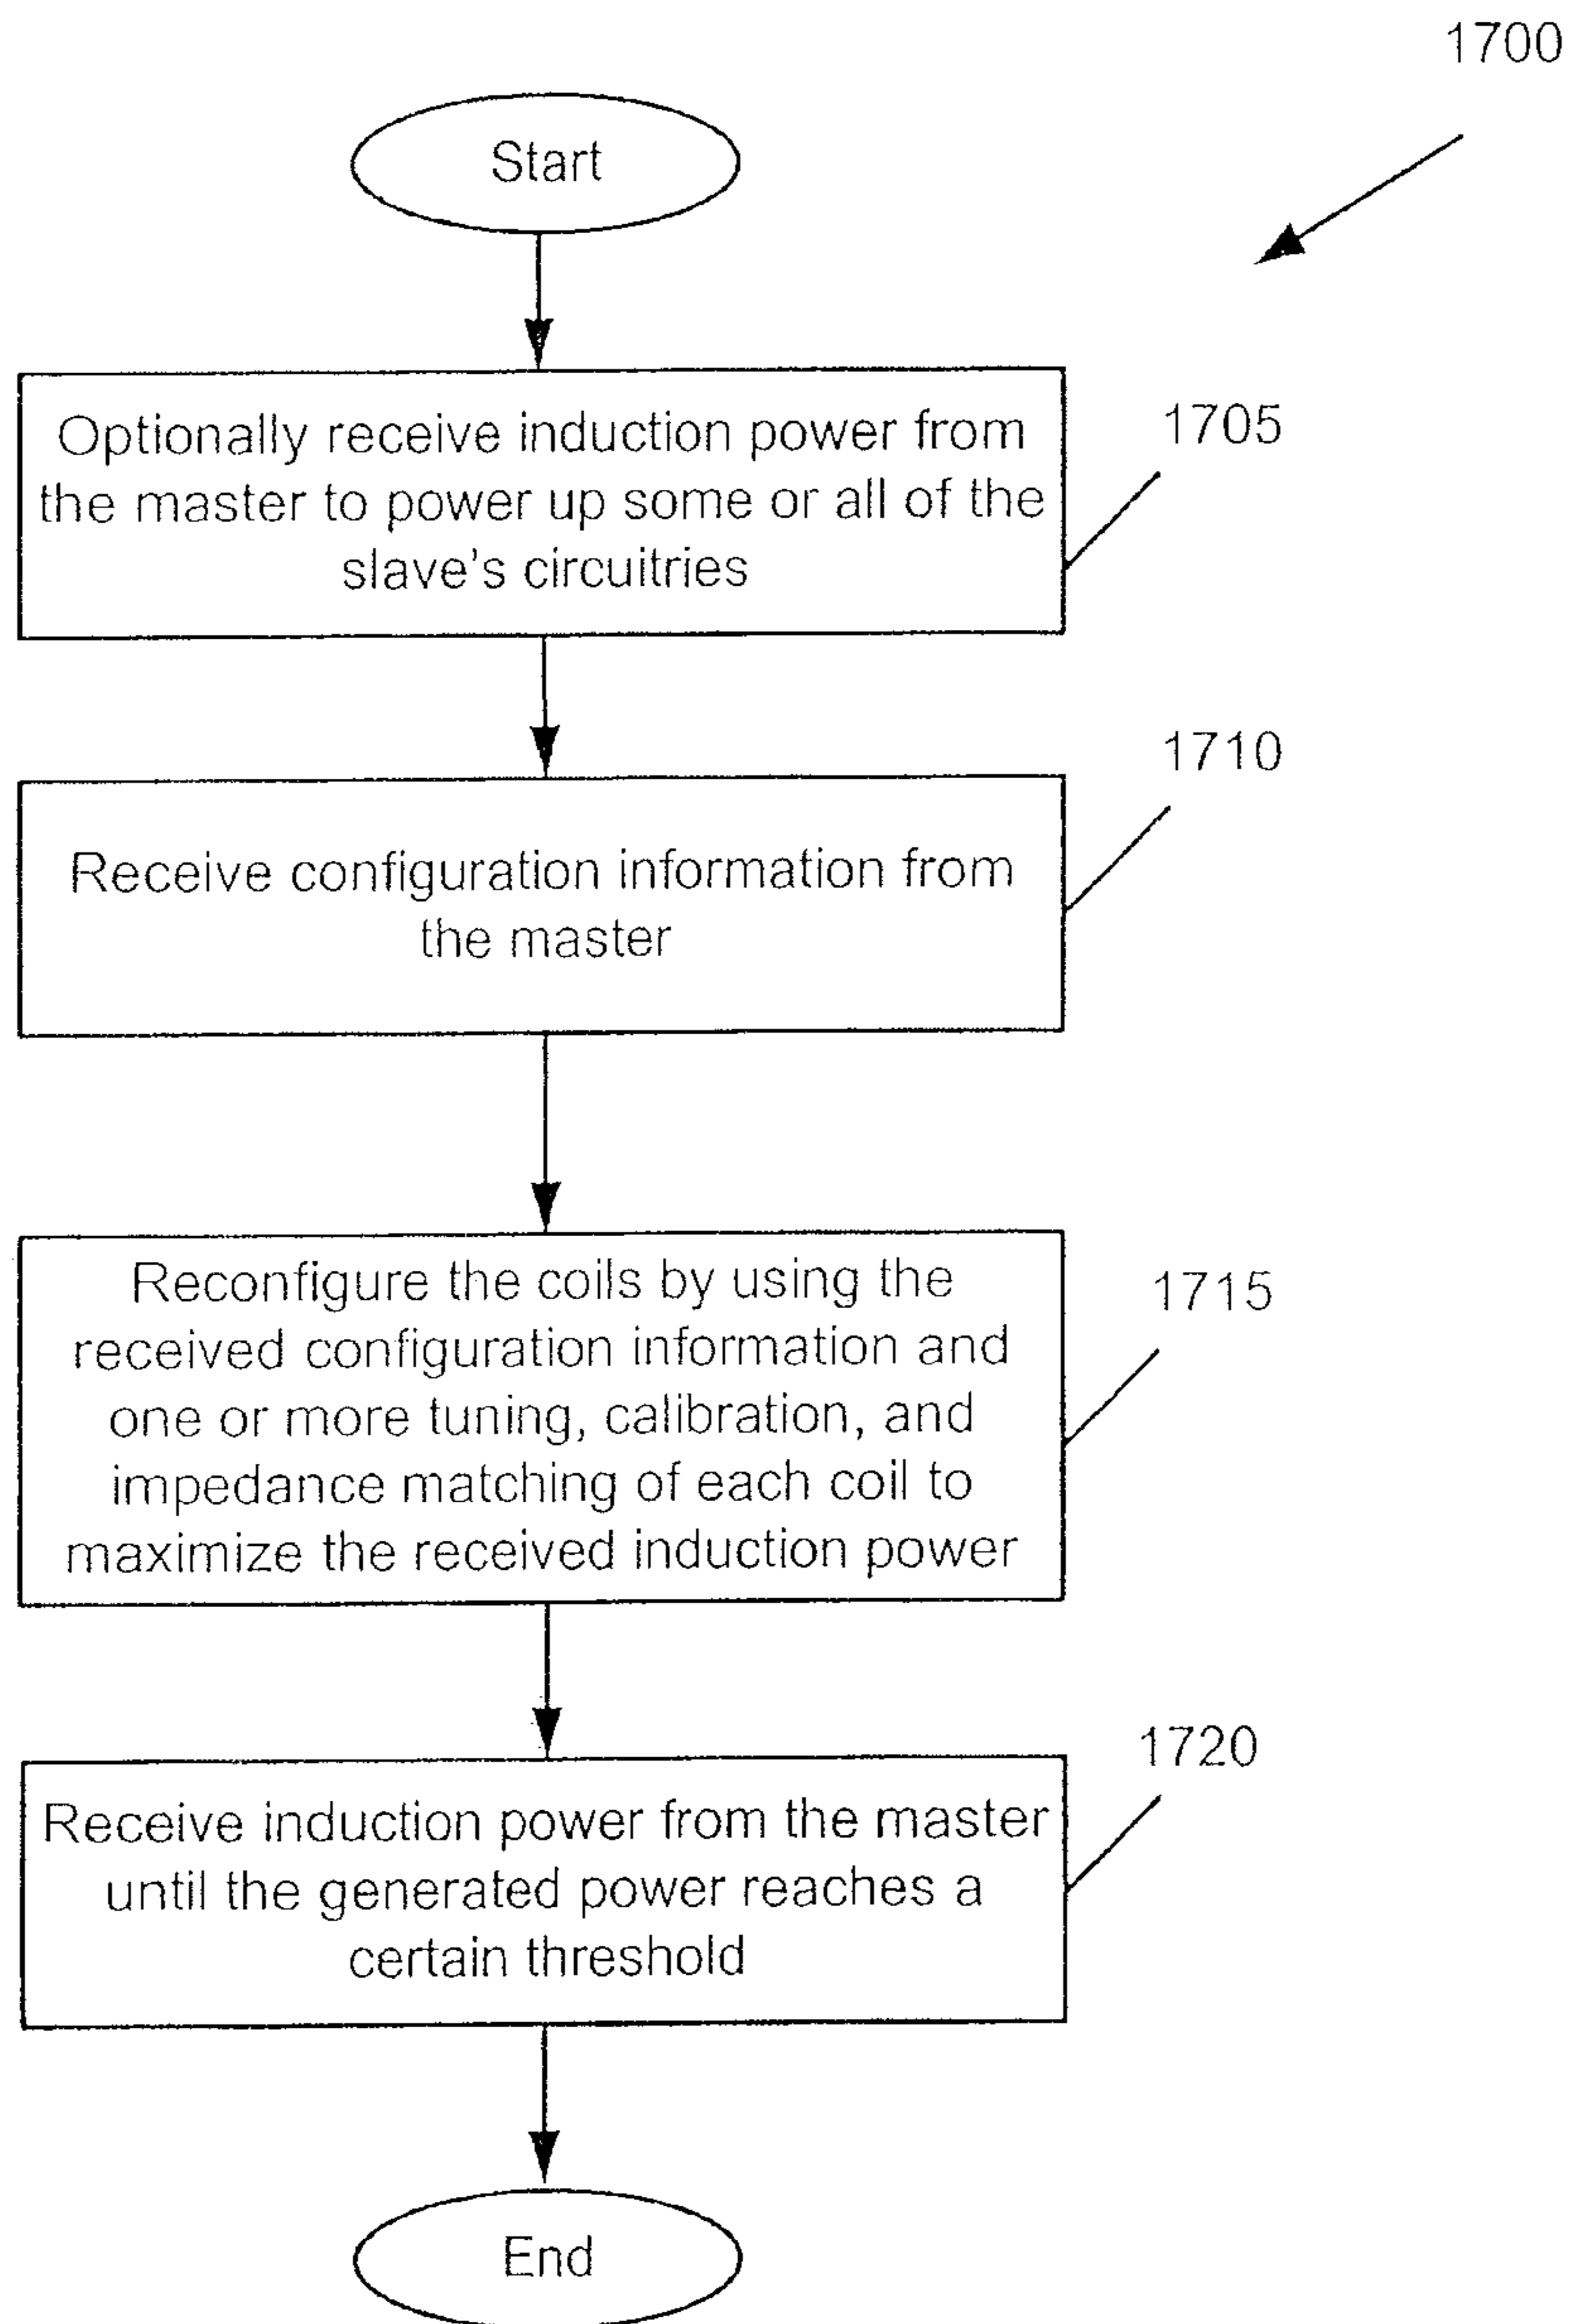 1700
Start
Optionally receive induction power from
the master to power up some or all of the
slave's circuitries
1705
Receive configuration information from
the master
1710
Reconfigure the coils by using the
received configuration information and
one or more tuning, calibration, and
impedance matching of each coil to
maximize the received induction power
1715
Receive induction power from the master
until the generated power reaches a
certain threshold
1720
End